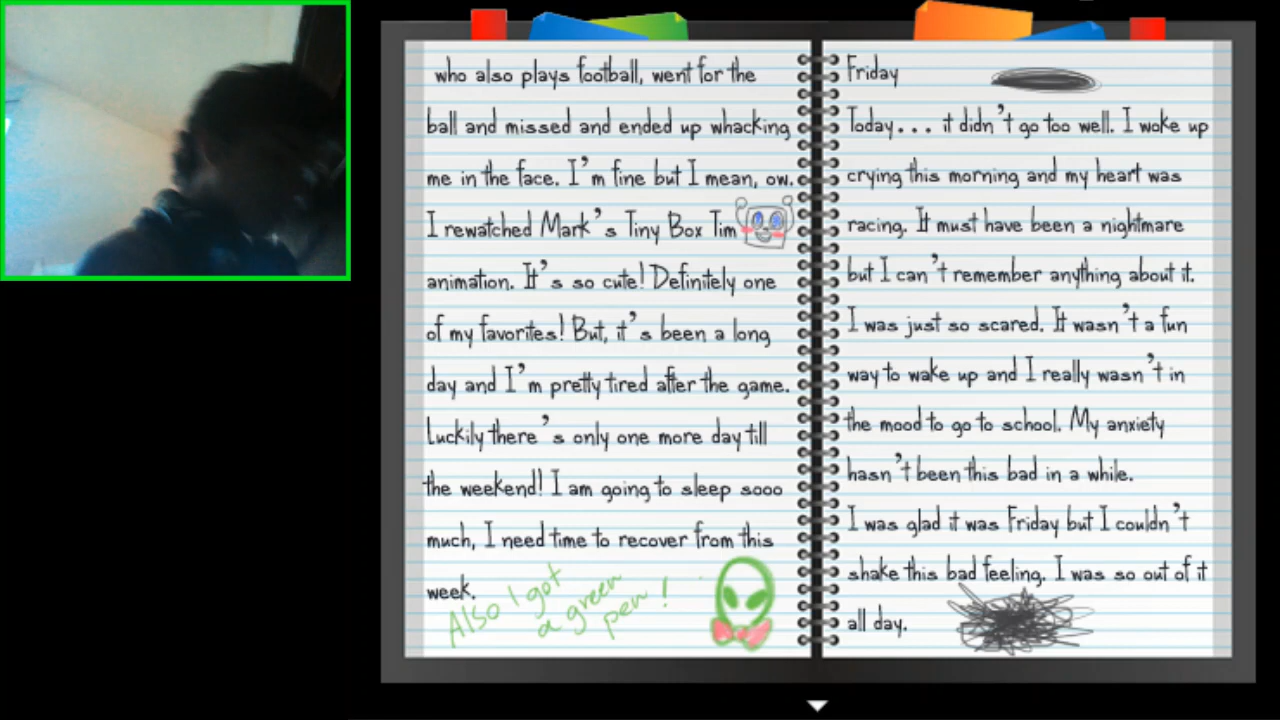 who also plays football, went for the
ball and missed and ended up whacking
me in the face. I'm fine but I mean, ow.
I rewatched Mark's Tiny Box Tim
animation. It's so cute! Definitely one
of my favorites! But, it's been a long
day and I'm pretty tired after the game.
Luckily there's only one more day till
the weekend! I am going to sleep sooo
much, I need time to recover from this
week.
Also I got
a green
pen!
Friday
Today... it didn't go too well. I woke up
crying this morning and my heart was
racing. It must have been a nightmare
but I can't remember anything about it.
I was just so scared. It wasn't a fun
way to wake up and I really wasn't in
the mood to go to school. My anxiety
hasn't been this bad in a while.
I was glad it was Friday but I couldn't
shake this bad feeling. I was so out of it
all day.